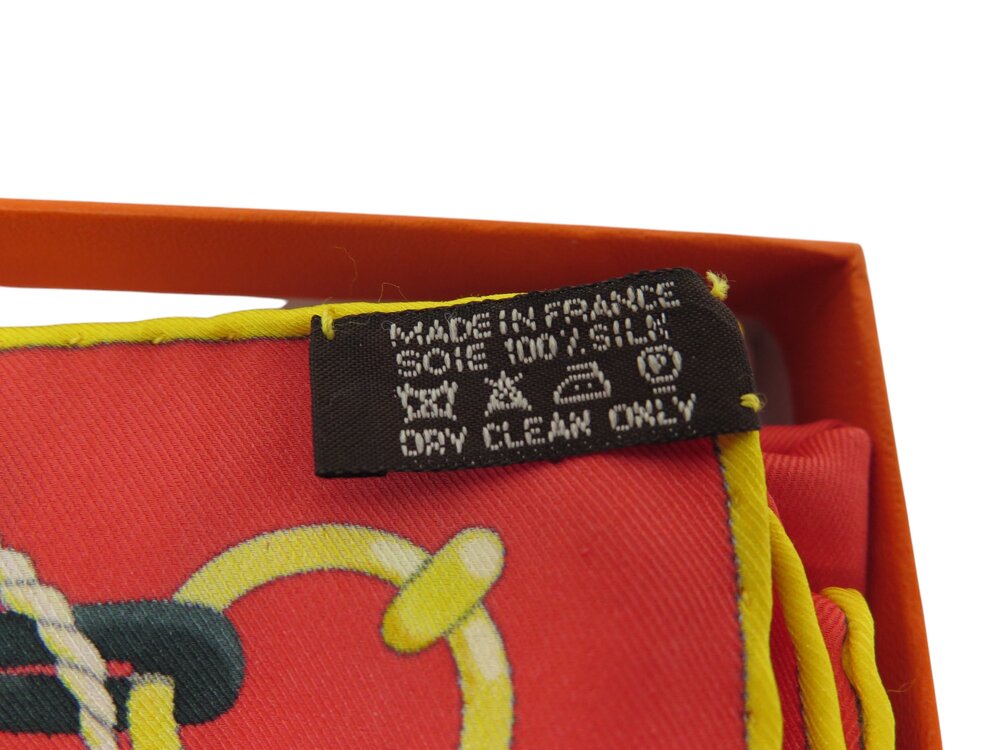 MADE IN FRANCE
SOIE 100% SILK
P
DRY CLEAN ONLY